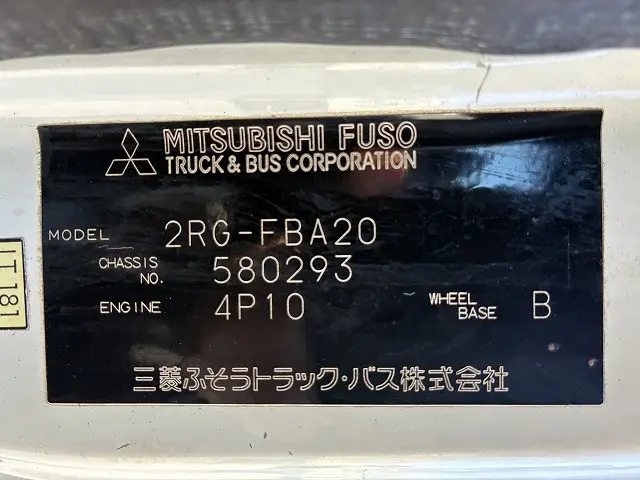 MITSUBISHI FUSO
TRUCK & BUS CORPORATION
MODEL 2RG-FBA20
CHASSIS NO. 580293
ENGINE 4P10 WHEEL BASE B
三菱ふそうトラック・バス株式会社
IT181